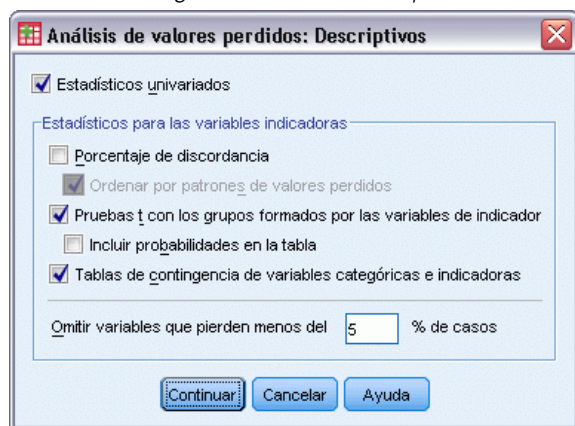 Análisis de valores perdidos: Descriptivos
Estadísticos univariados
Estadísticos para las variables indicadoras
Porcentaje de discordancia
Ordenar por patrones de valores perdidos
Pruebas t con los grupos formados por las variables de indicador
Incluir probabilidades en la tabla
Tablas de contingencia de variables categóricas e indicadoras
Omitir variables que pierden menos del 5 % de casos
Continuar Cancelar Ayuda